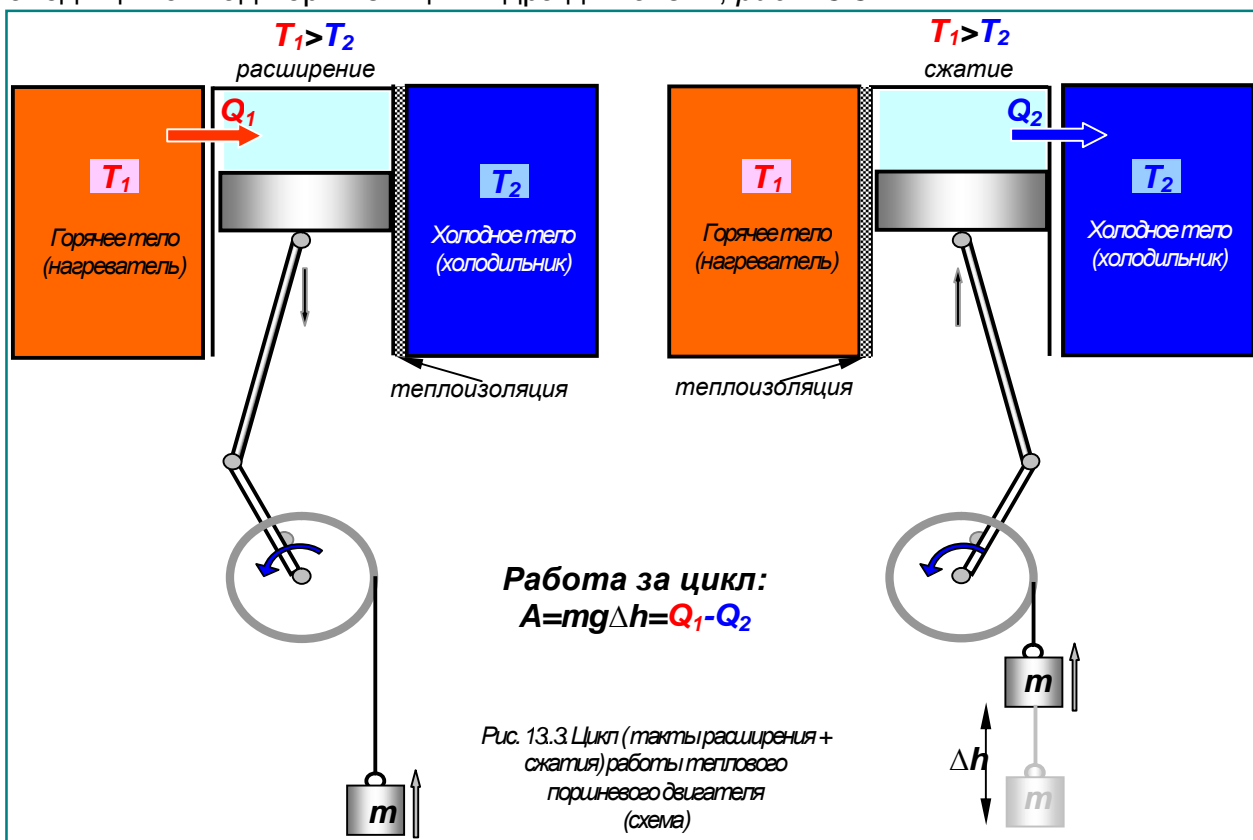 T₁>T₂
расширение
Q₁
T₁
Горячее тело
(нагреватель)
T₂
Холодное тело
(холодильник)
теплоизоляция
T₁>T₂
сжатие
Q₂
T₁
Горячее тело
(нагреватель)
T₂
Холодное тело
(холодильник)
теплоизоляция
Работа за цикл:
A=mg∆h=Q₁-Q₂
m
m
∆h
m
Рис. 13.3. Цикл (такты расширения +
сжатия) работы теплового
поршневого двигателя
(схема)